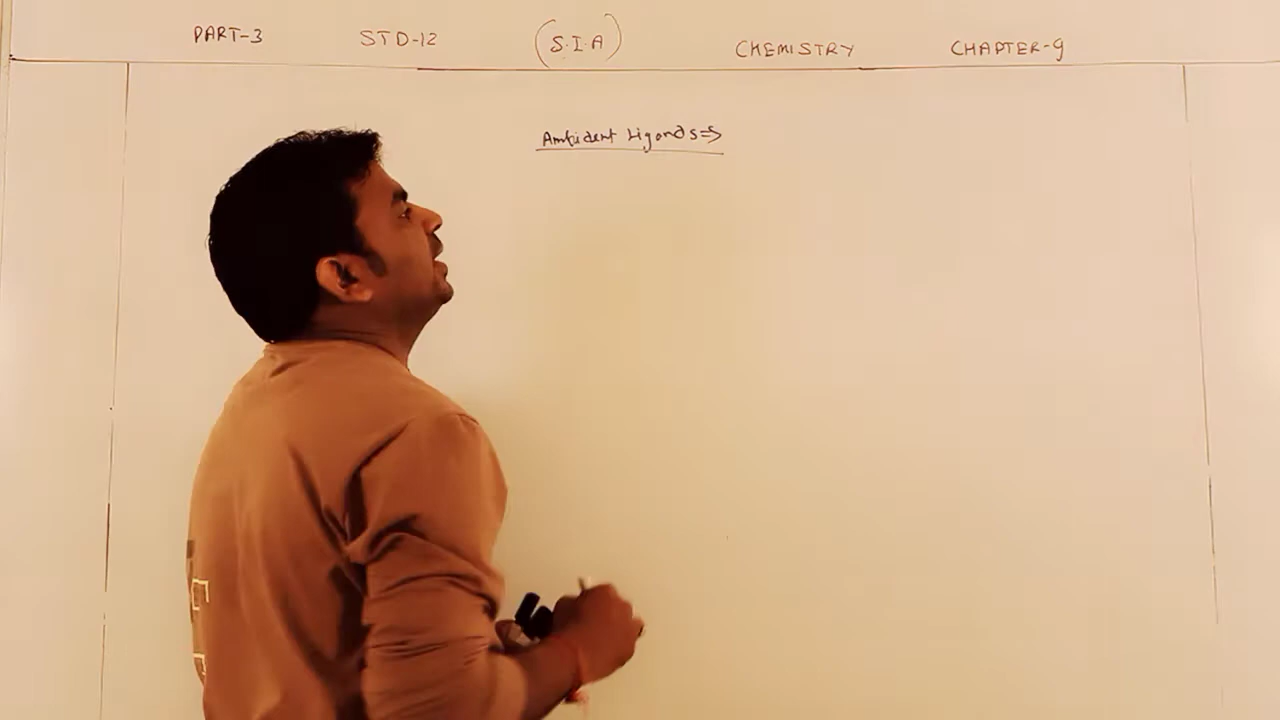 PART-3 STD-12 (S.I.A) CHEMISTRY CHAPTER-9
Ambident Ligands⇒